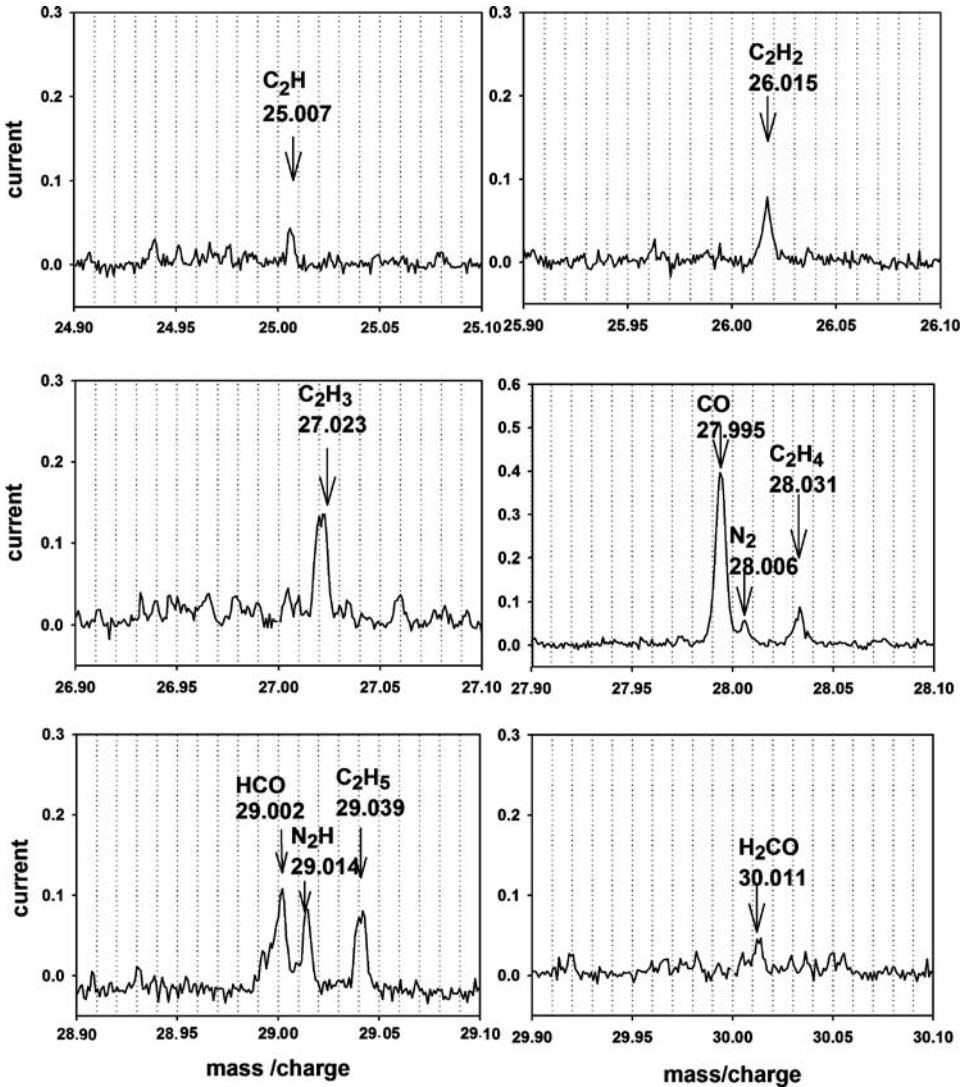 0.3
0.2
0.1
0.0
current
C2H
25.007
24.90 24.95 25.00 25.05 25.10
0.3
0.2
0.1
0.0
C2H2
26.015
25.90 25.95 26.00 26.05 26.10
0.3
0.2
0.1
0.0
current
C2H3
27.023
26.90 26.95 27.00 27.05 27.10
0.6
0.5
0.4
0.3
0.2
0.1
0.0
CO
27.995
C2H4
28.031
N2
28.006
27.90 27.95 28.00 28.05 28.10
0.3
0.2
0.1
0.0
current
HCO
29.002
C2H5
29.039
N2H
29.014
28.90 28.95 29.00 29.05 29.10
mass /charge
0.3
0.2
0.1
0.0
H2CO
30.011
29.90 29.95 30.00 30.05 30.10
mass/charge